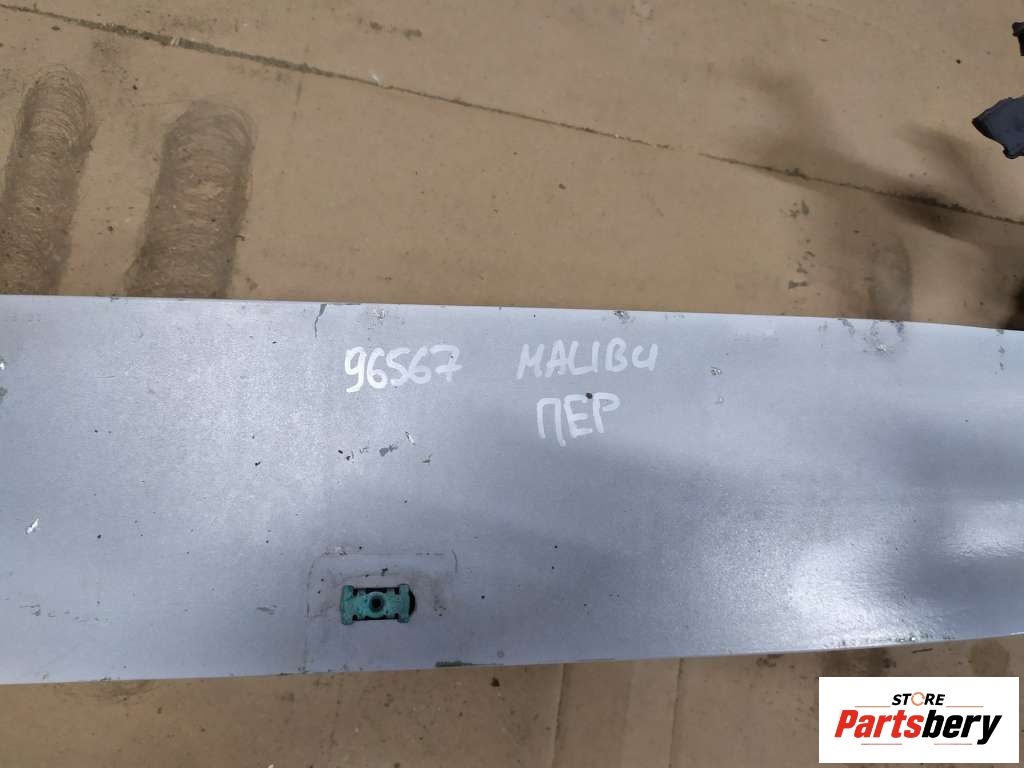 96567 MALIBU
ПЕР
STORE
Partsbery